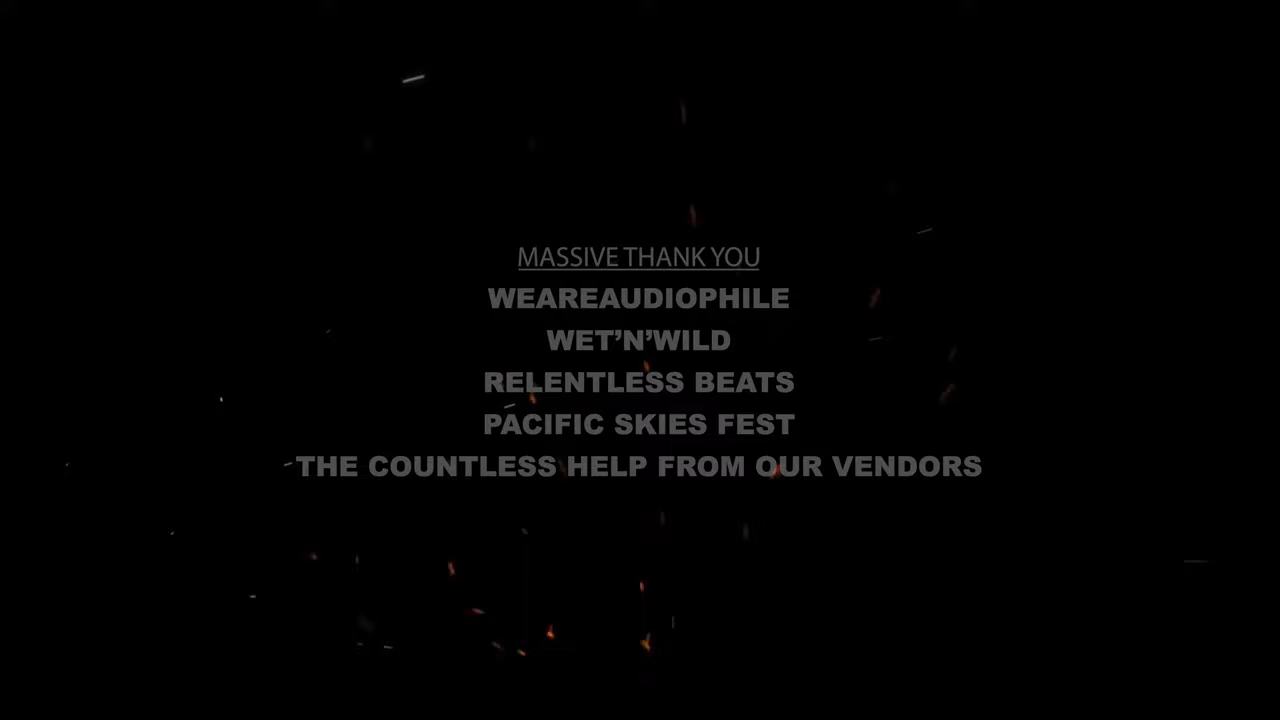 MASSIVE THANK YOU
WEAREAUDIOPHILE
WET’N’WILD
RELENTLESS BEATS
PACIFIC SKIES FEST
THE COUNTLESS HELP FROM OUR VENDORS